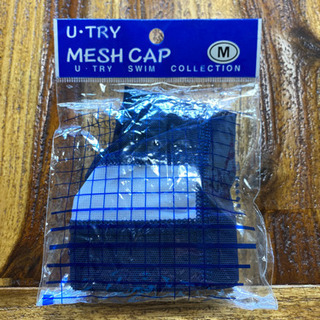 U·TRY
MESH CAP
M
U·TRY SWIM COLLECTION